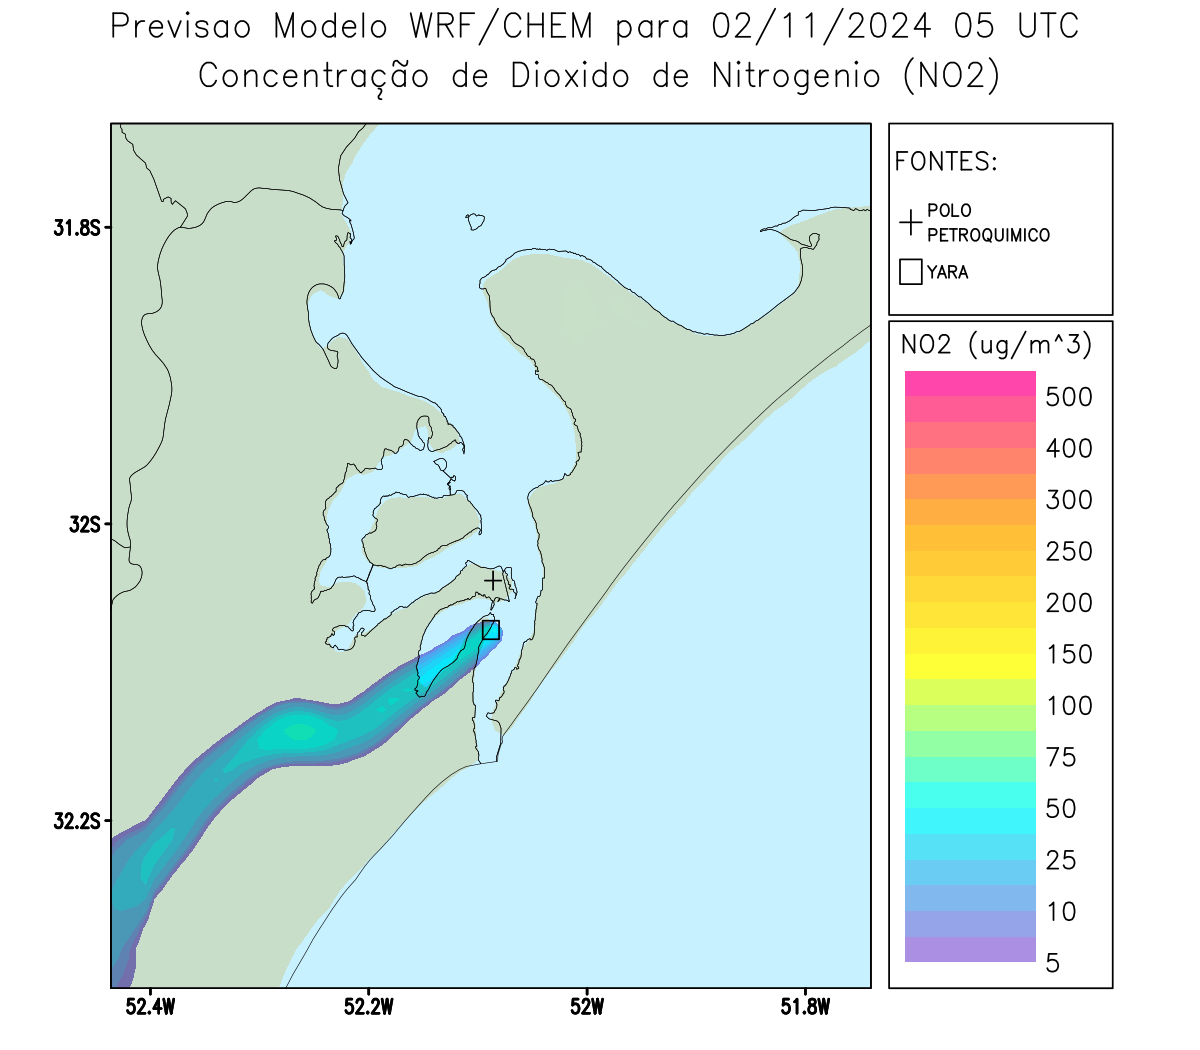 Previsao Modelo WRF/CHEM para 02/11/2024 05 UTC
Concentração de Dioxido de Nitrogenio (NO2)
FONTES:
POLO
PETROQUIMICO
YARA
31.8S
32S
32.2S
52.4W
52.2W
52W
51.8W
NO2 (ug/m^3)
500
400
300
250
200
150
100
75
50
25
10
5